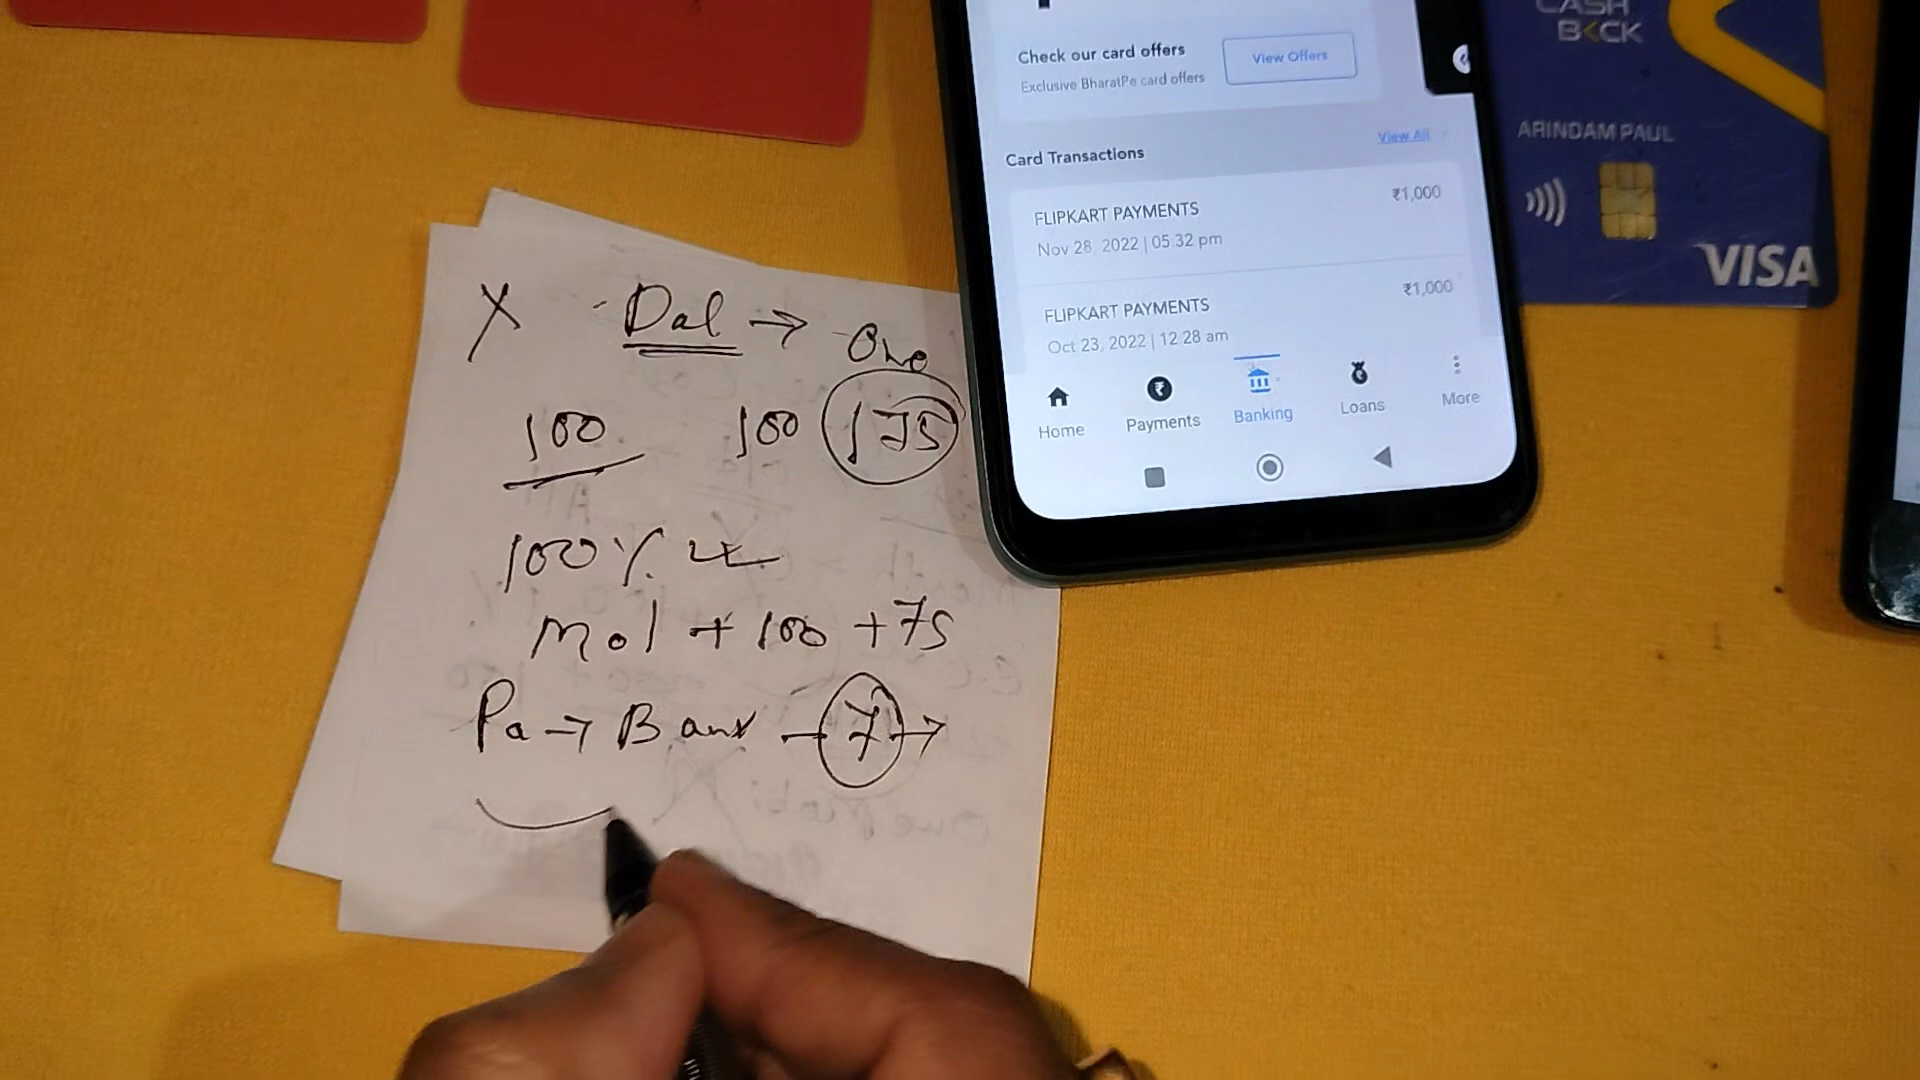 X Dal → One
100 100 175
100%
Mol + 100 + 75
Pa → Bank - 7 →
Check our card offers
View Offers
Exclusive BharatPe card offers
Card Transactions
View All
FLIPKART PAYMENTS
₹1,000
Nov 28, 2022 | 05:32 pm
FLIPKART PAYMENTS
₹1,000
Oct 23, 2022 | 12:28 am
Home
Payments
Banking
Loans
More
CASH
BACK
ARINDAM PAUL
VISA